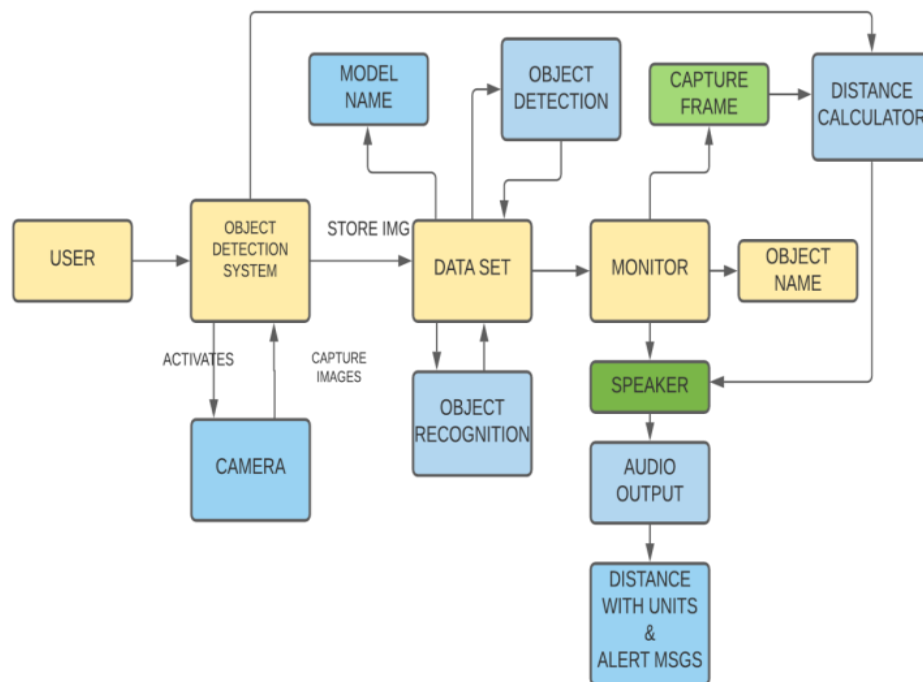 MODEL
NAME
OBJECT
DETECTION
CAPTURE
FRAME
DISTANCE
CALCULATOR
USER
OBJECT
DETECTION
SYSTEM
STORE IMG
DATA SET
MONITOR
OBJECT
NAME
ACTIVATES
CAPTURE
IMAGES
SPEAKER
CAMERA
OBJECT
RECOGNITION
AUDIO
OUTPUT
DISTANCE
WITH UNITS
&
ALERT MSGS